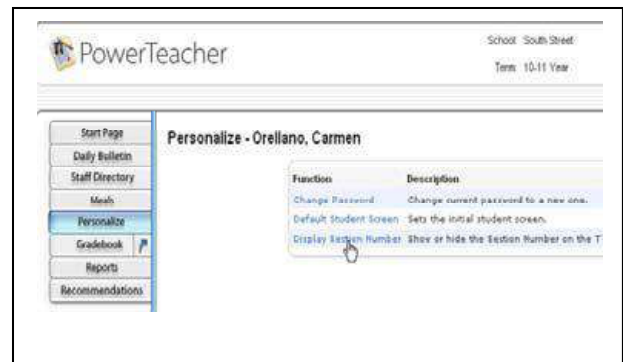 PowerTeacher
School South Street
Term 10-11 Year
Start Page
Daily Bulletin
Staff Directory
Meals
Personalize
Gradebook
Reports
Recommendations
Personalize - Orellano, Carmen
Function Description
Change Password Change current password to a new one.
Default Student Screen Sets the initial student screen.
Display Section Number Show or hide the Section Number on the T